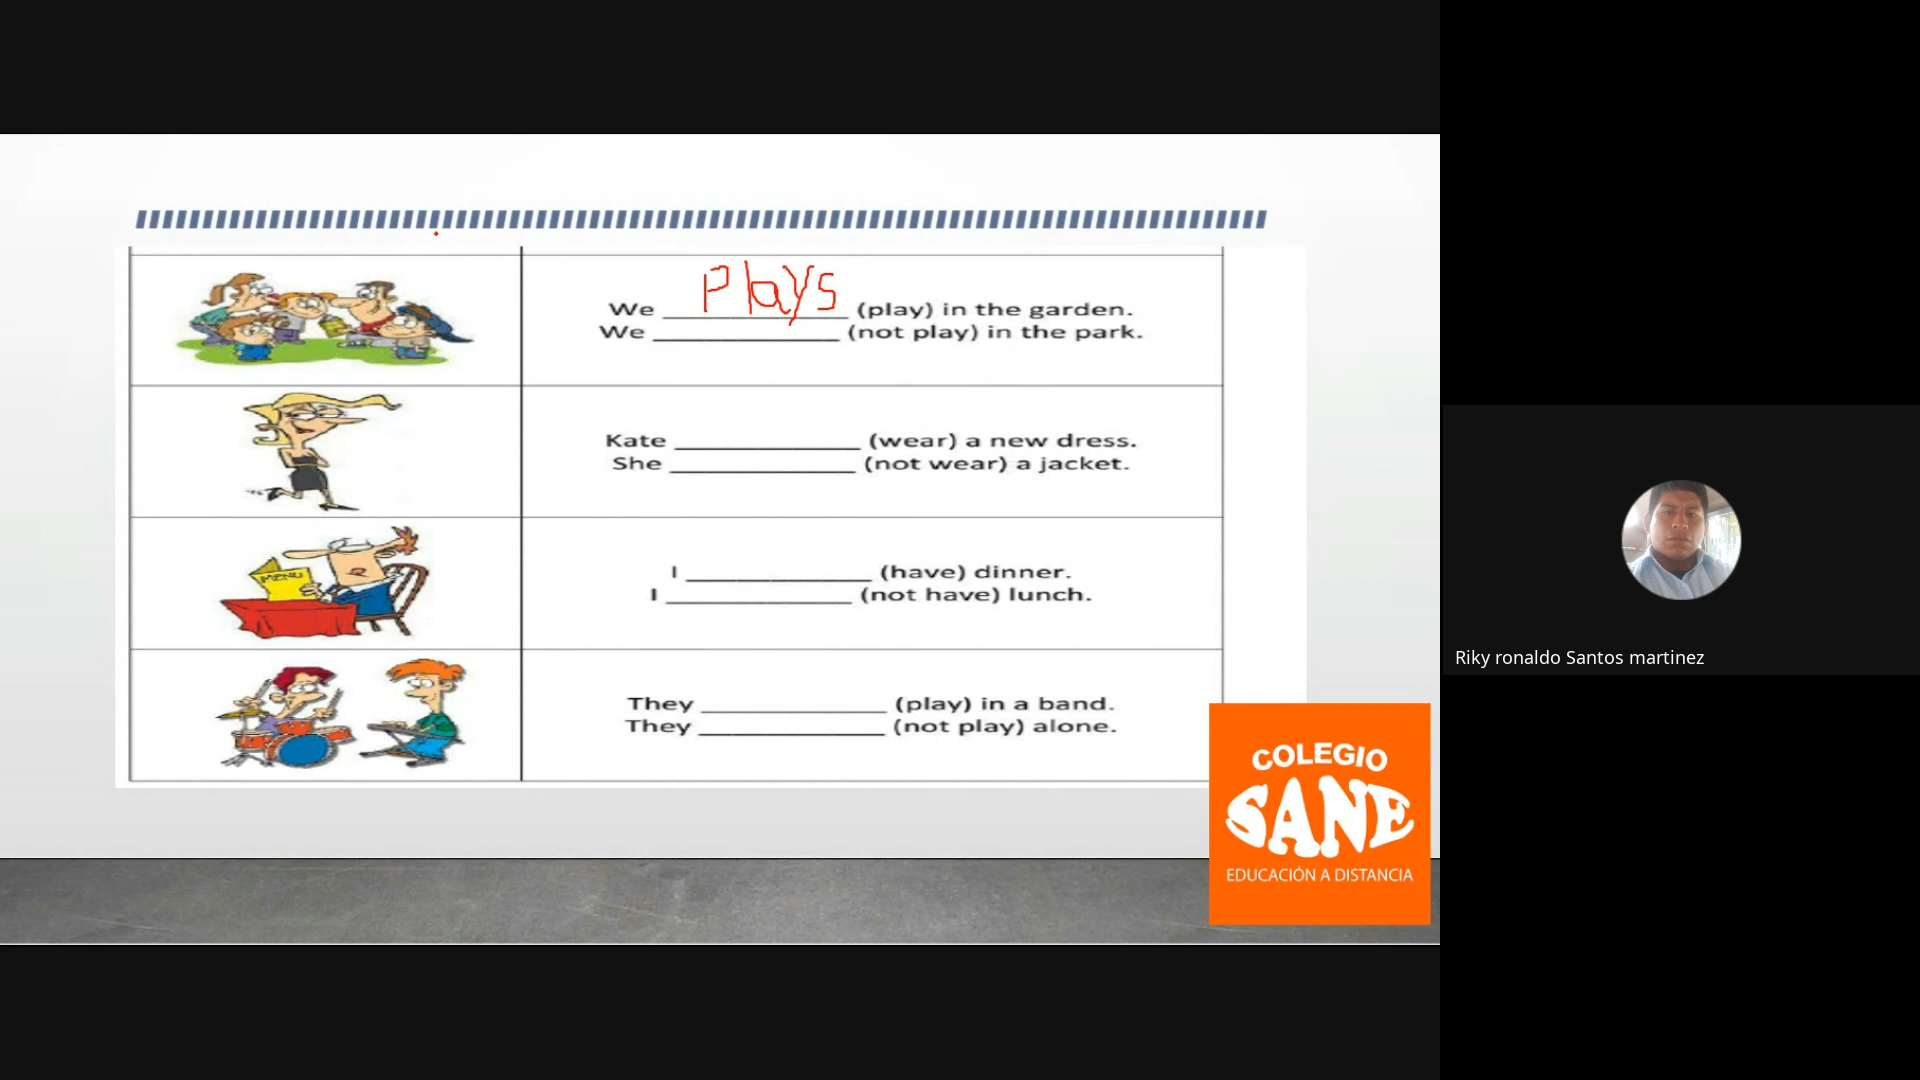 Plays
We ______________ (play) in the garden.
We ______________ (not play) in the park.
Kate ______________ (wear) a new dress.
She ______________ (not wear) a jacket.
MENU
I ______________ (have) dinner.
I ______________ (not have) lunch.
They ______________ (play) in a band.
They ______________ (not play) alone.
Riky ronaldo Santos martinez
COLEGIO
SANE
EDUCACIÓN A DISTANCIA